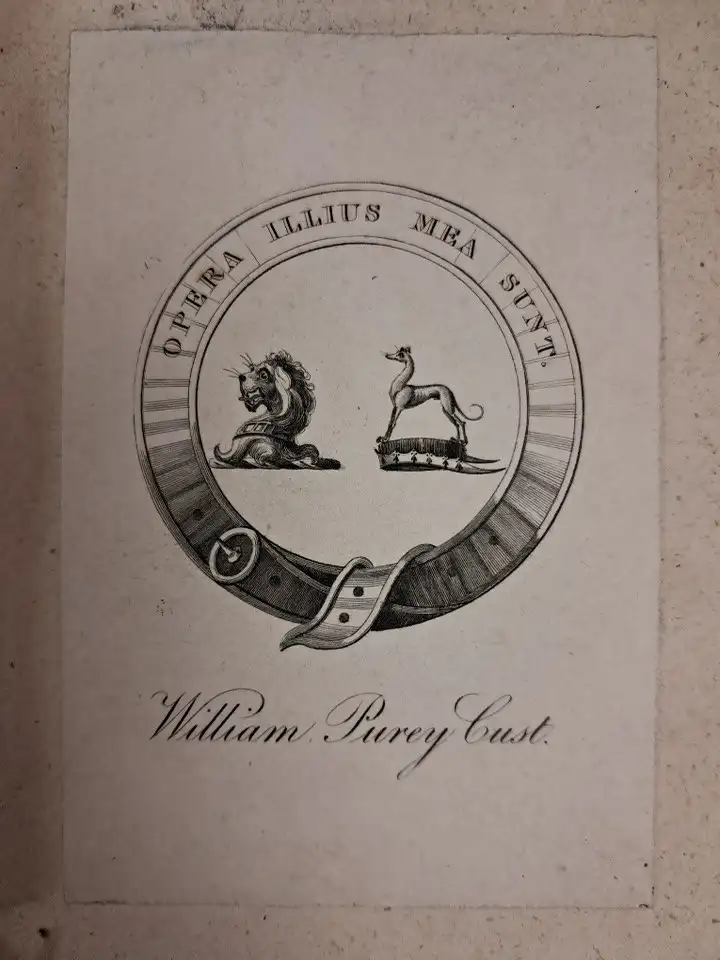 OPERA ILLIUS MEA SUNT.
William Purey Cust.